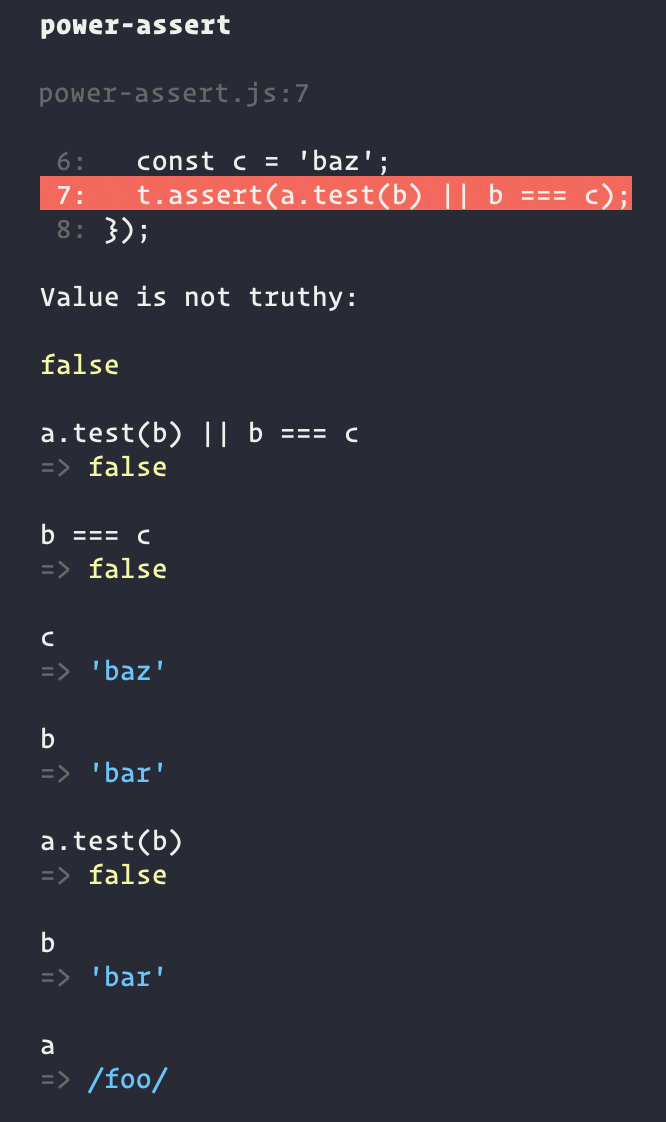 power-assert
power-assert.js:7
6:   const c = 'baz';
7:   t.assert(a.test(b) || b === c);
8: });
Value is not truthy:
false
a.test(b) || b === c
=> false
b === c
=> false
c
=> 'baz'
b
=> 'bar'
a.test(b)
=> false
b
=> 'bar'
a
=> /foo/